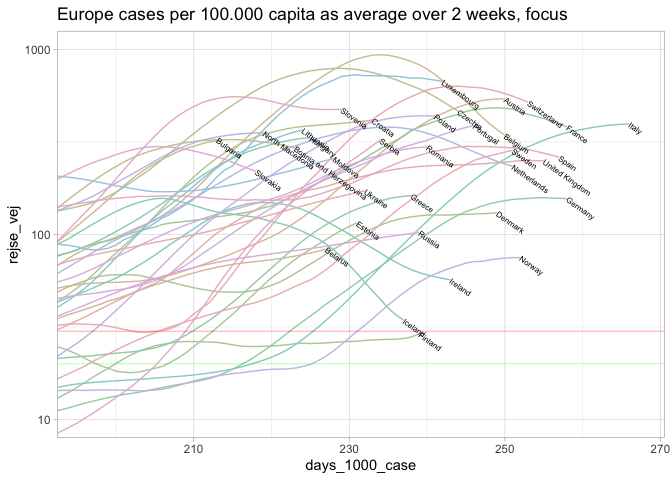 Europe cases per 100.000 capita as average over 2 weeks, focus
1000
100
10
rejse_vej
210
230
250
270
days_1000_case
Luxembourg
Austria
Switzerland
Slovenia
Croatia
Poland
Czechia
Portugal
France
Italy
Bulgaria
North Macedonia
Hungary
Moldova
Serbia
Romania
Belgium
Sweden
Spain
United Kingdom
Bosnia and Herzegovina
Slovakia
Netherlands
Ukraine
Greece
Germany
Denmark
Estonia
Russia
Belarus
Norway
Ireland
Iceland
Finland